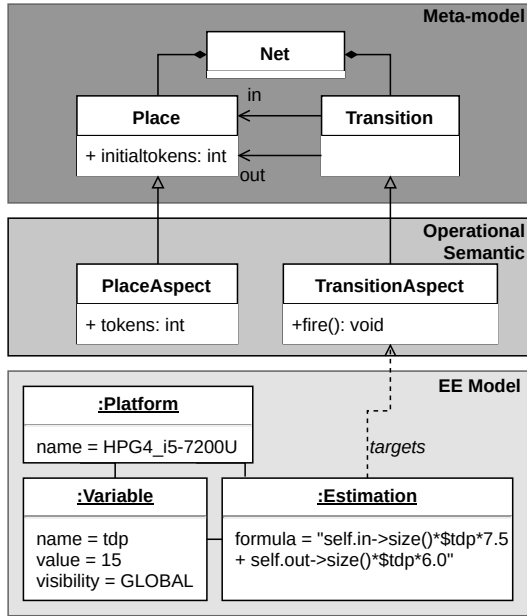 Meta-model
Net
in
Place
Transition
+ initialtokens: int
out
Operational
Semantic
PlaceAspect
TransitionAspect
+ tokens: int
+fire(): void
EE Model
:Platform
name = HPG4_i5-7200U
targets
:Variable
name = tdp
value = 15
visibility = GLOBAL
:Estimation
formula = "self.in->size()*$tdp*7.5
+ self.out->size()*$tdp*6.0"